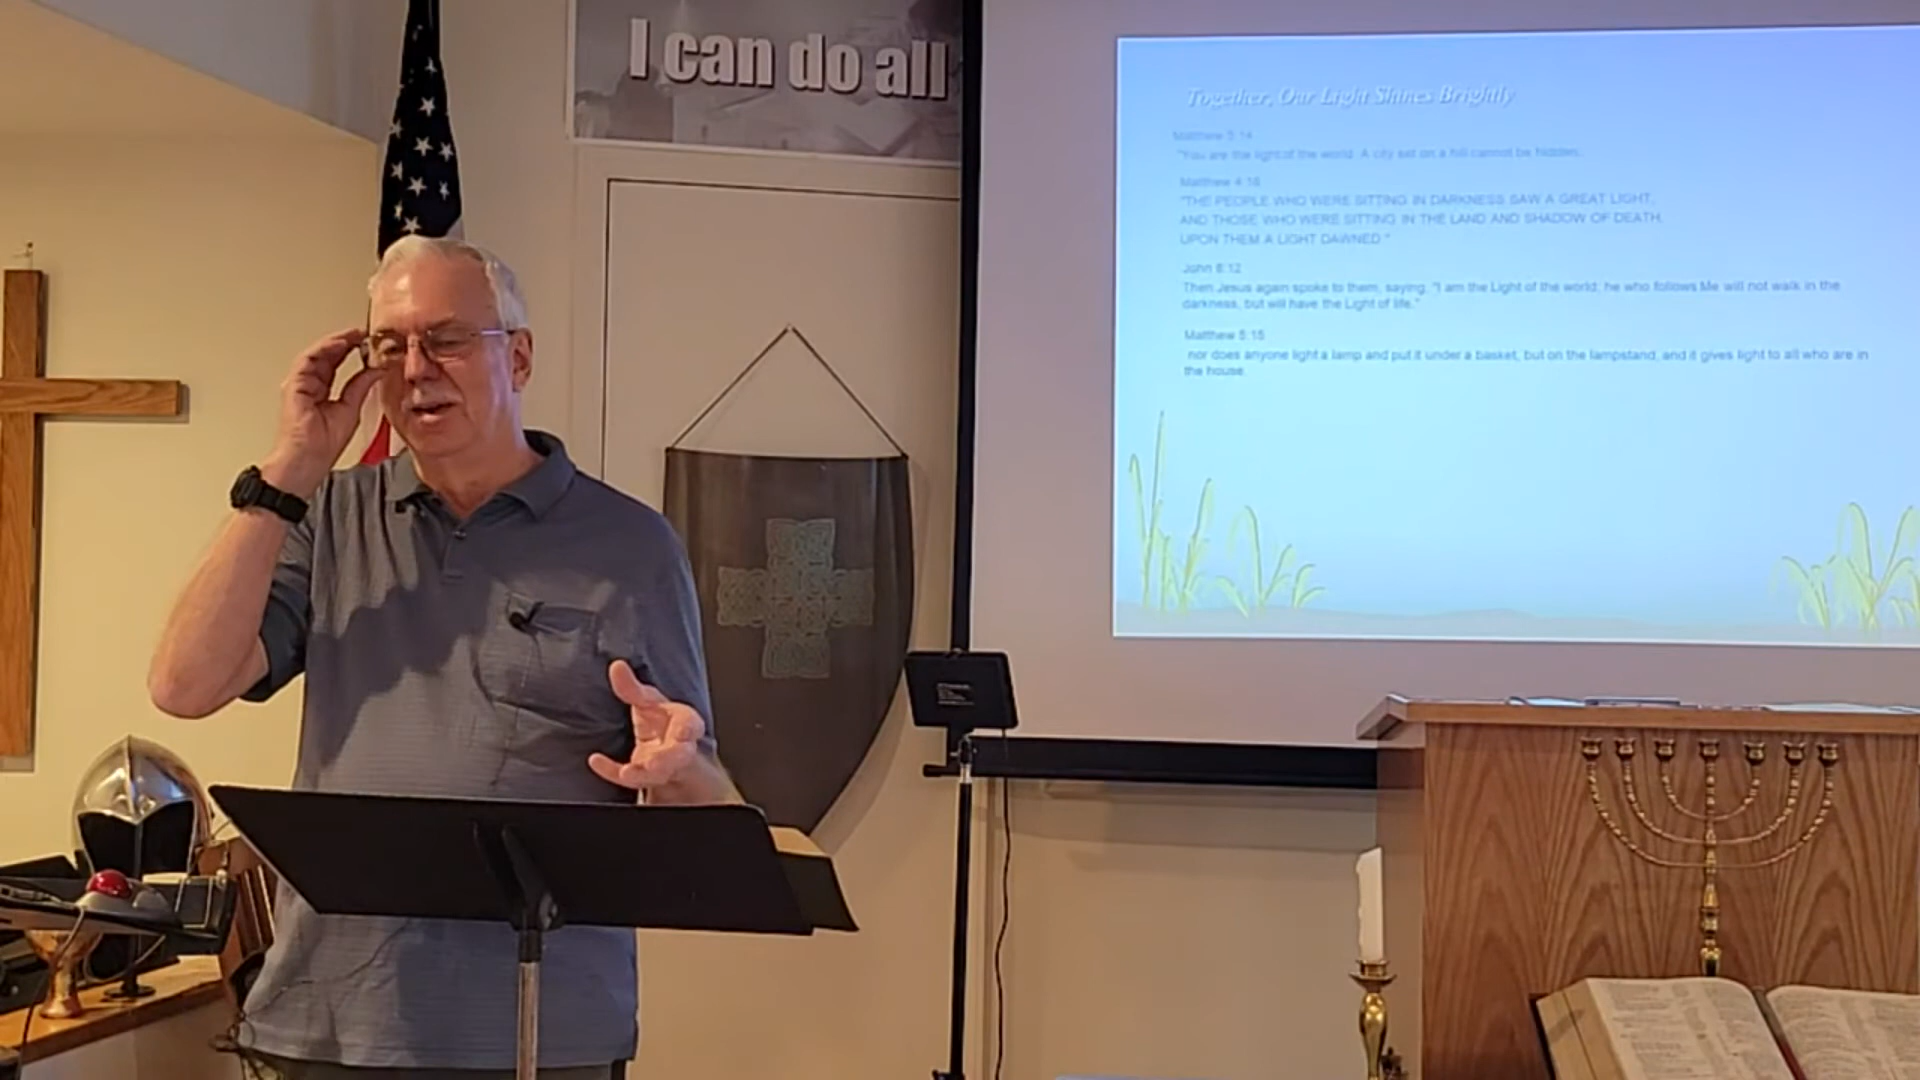 I can do all
Together, Our Light Shines Brightly
Matthew 5:14
"You are the light of the world. A city set on a hill cannot be hidden.
Matthew 4:16
"THE PEOPLE WHO WERE SITTING IN DARKNESS SAW A GREAT LIGHT,
AND THOSE WHO WERE SITTING IN THE LAND AND SHADOW OF DEATH,
UPON THEM A LIGHT DAWNED."
John 8:12
Then Jesus again spoke to them, saying, "I am the Light of the world; he who follows Me will not walk in the
darkness, but will have the Light of life."
Matthew 5:15
nor does anyone light a lamp and put it under a basket, but on the lampstand, and it gives light to all who are in
the house.